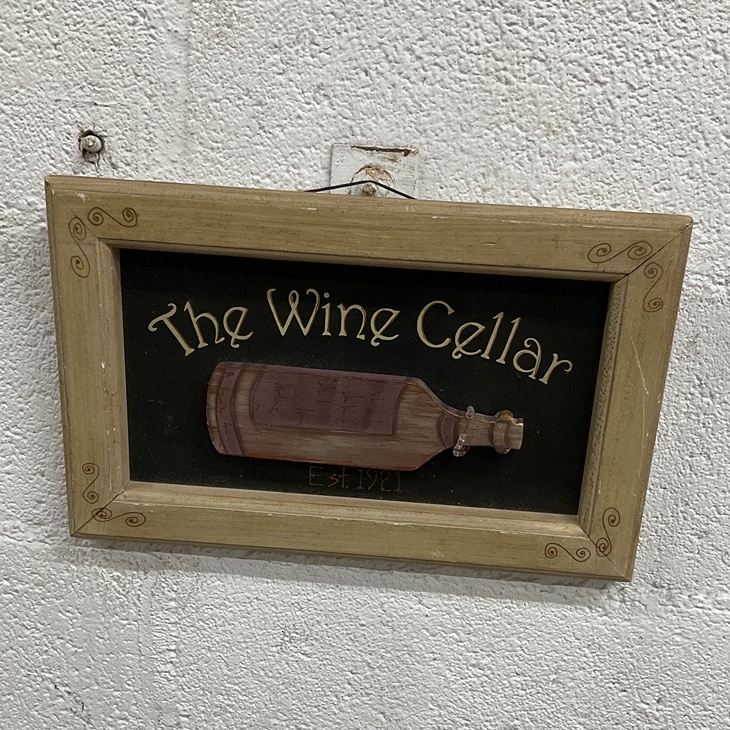 The Wine Cellar
Est. 1921